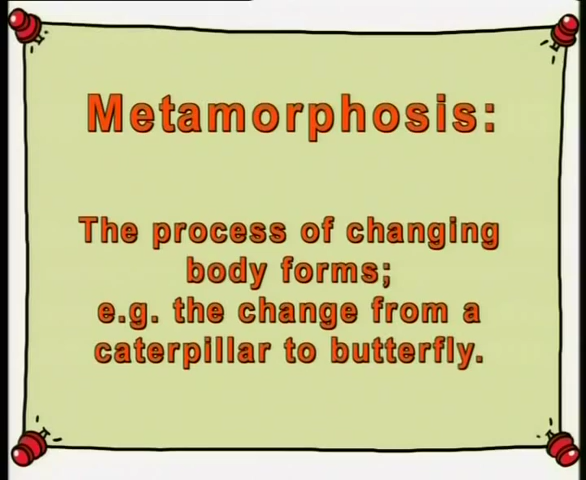 Metamorphosis:
The process of changing
body forms;
e.g. the change from a
caterpillar to butterfly.